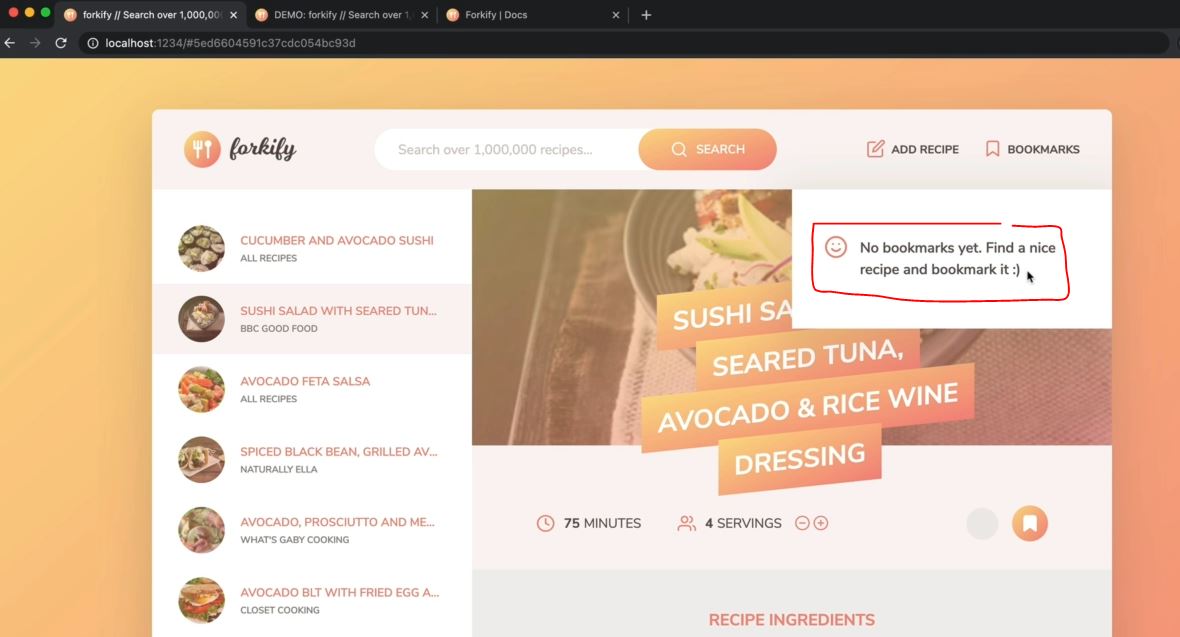 forkify // Search over 1,000,00
DEMO: forkify // Search over 1,
Forkify | Docs
localhost:1234/#5ed6604591c37cdc054bc93d
forkify
Search over 1,000,000 recipes...
SEARCH
ADD RECIPE
BOOKMARKS
CUCUMBER AND AVOCADO SUSHI
ALL RECIPES
SUSHI SALAD WITH SEARED TUN...
BBC GOOD FOOD
AVOCADO FETA SALSA
ALL RECIPES
SPICED BLACK BEAN, GRILLED AV...
NATURALLY ELLA
AVOCADO, PROSCIUTTO AND ME...
WHAT'S GABY COOKING
AVOCADO BLT WITH FRIED EGG A...
CLOSET COOKING
No bookmarks yet. Find a nice
recipe and bookmark it :)
SUSHI SA
SEARED TUNA,
AVOCADO & RICE WINE
DRESSING
75 MINUTES
4 SERVINGS
RECIPE INGREDIENTS